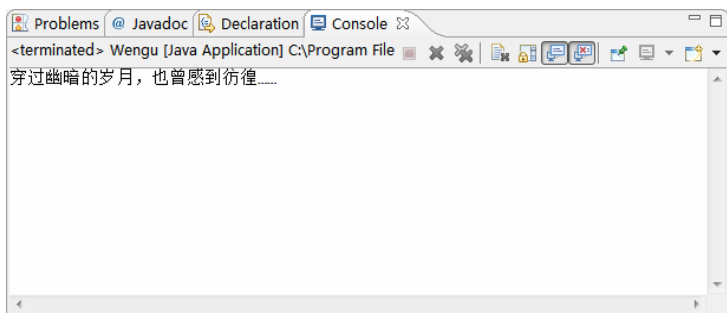 Problems @ Javadoc Declaration Console
<terminated> Wengu [Java Application] C:\Program File
穿过幽暗的岁月，也曾感到彷徨……